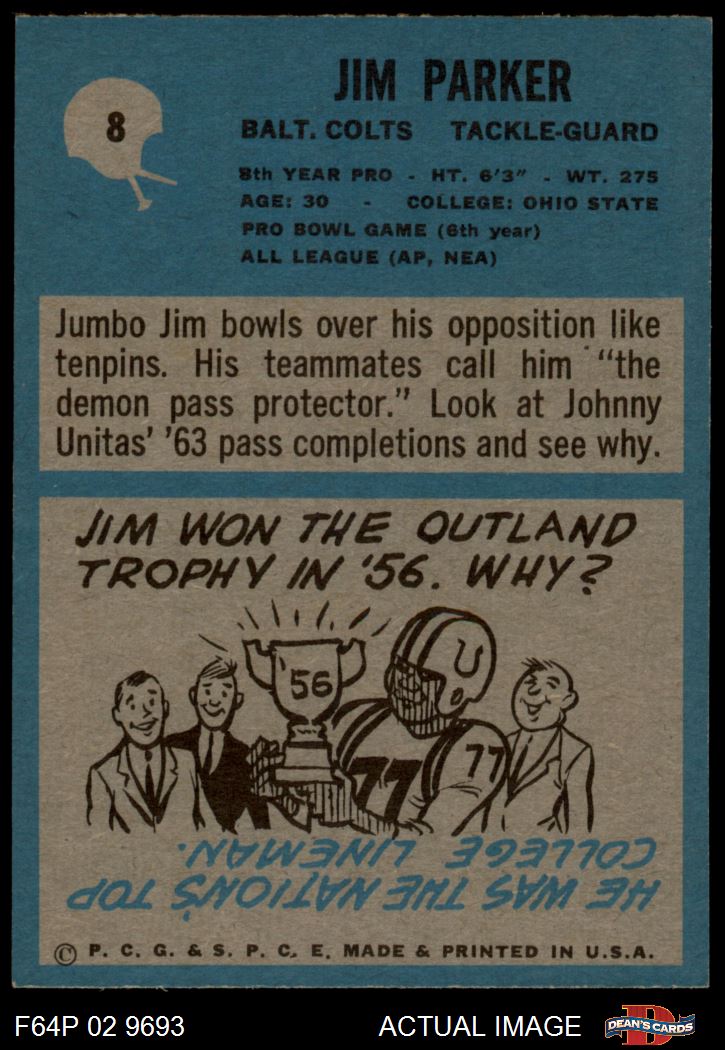 8
JIM PARKER
BALT. COLTS TACKLE-GUARD
8th YEAR PRO - HT. 6'3" - WT. 275
AGE: 30 - COLLEGE: OHIO STATE
PRO BOWL GAME (6th year)
ALL LEAGUE (AP, NEA)
Jumbo Jim bowls over his opposition like
tenpins. His teammates call him "the
demon pass protector." Look at Johnny
Unitas' '63 pass completions and see why.
JIM WON THE OUTLAND
TROPHY IN '56. WHY?
'56
77
77
HE WAS THE NATION'S TOP
COLLEGE LINEMAN.
© P. C. G. & S. P. C. E. MADE & PRINTED IN U.S.A.
F64P 02 9693
ACTUAL IMAGE
D
DEAN'S CARDS